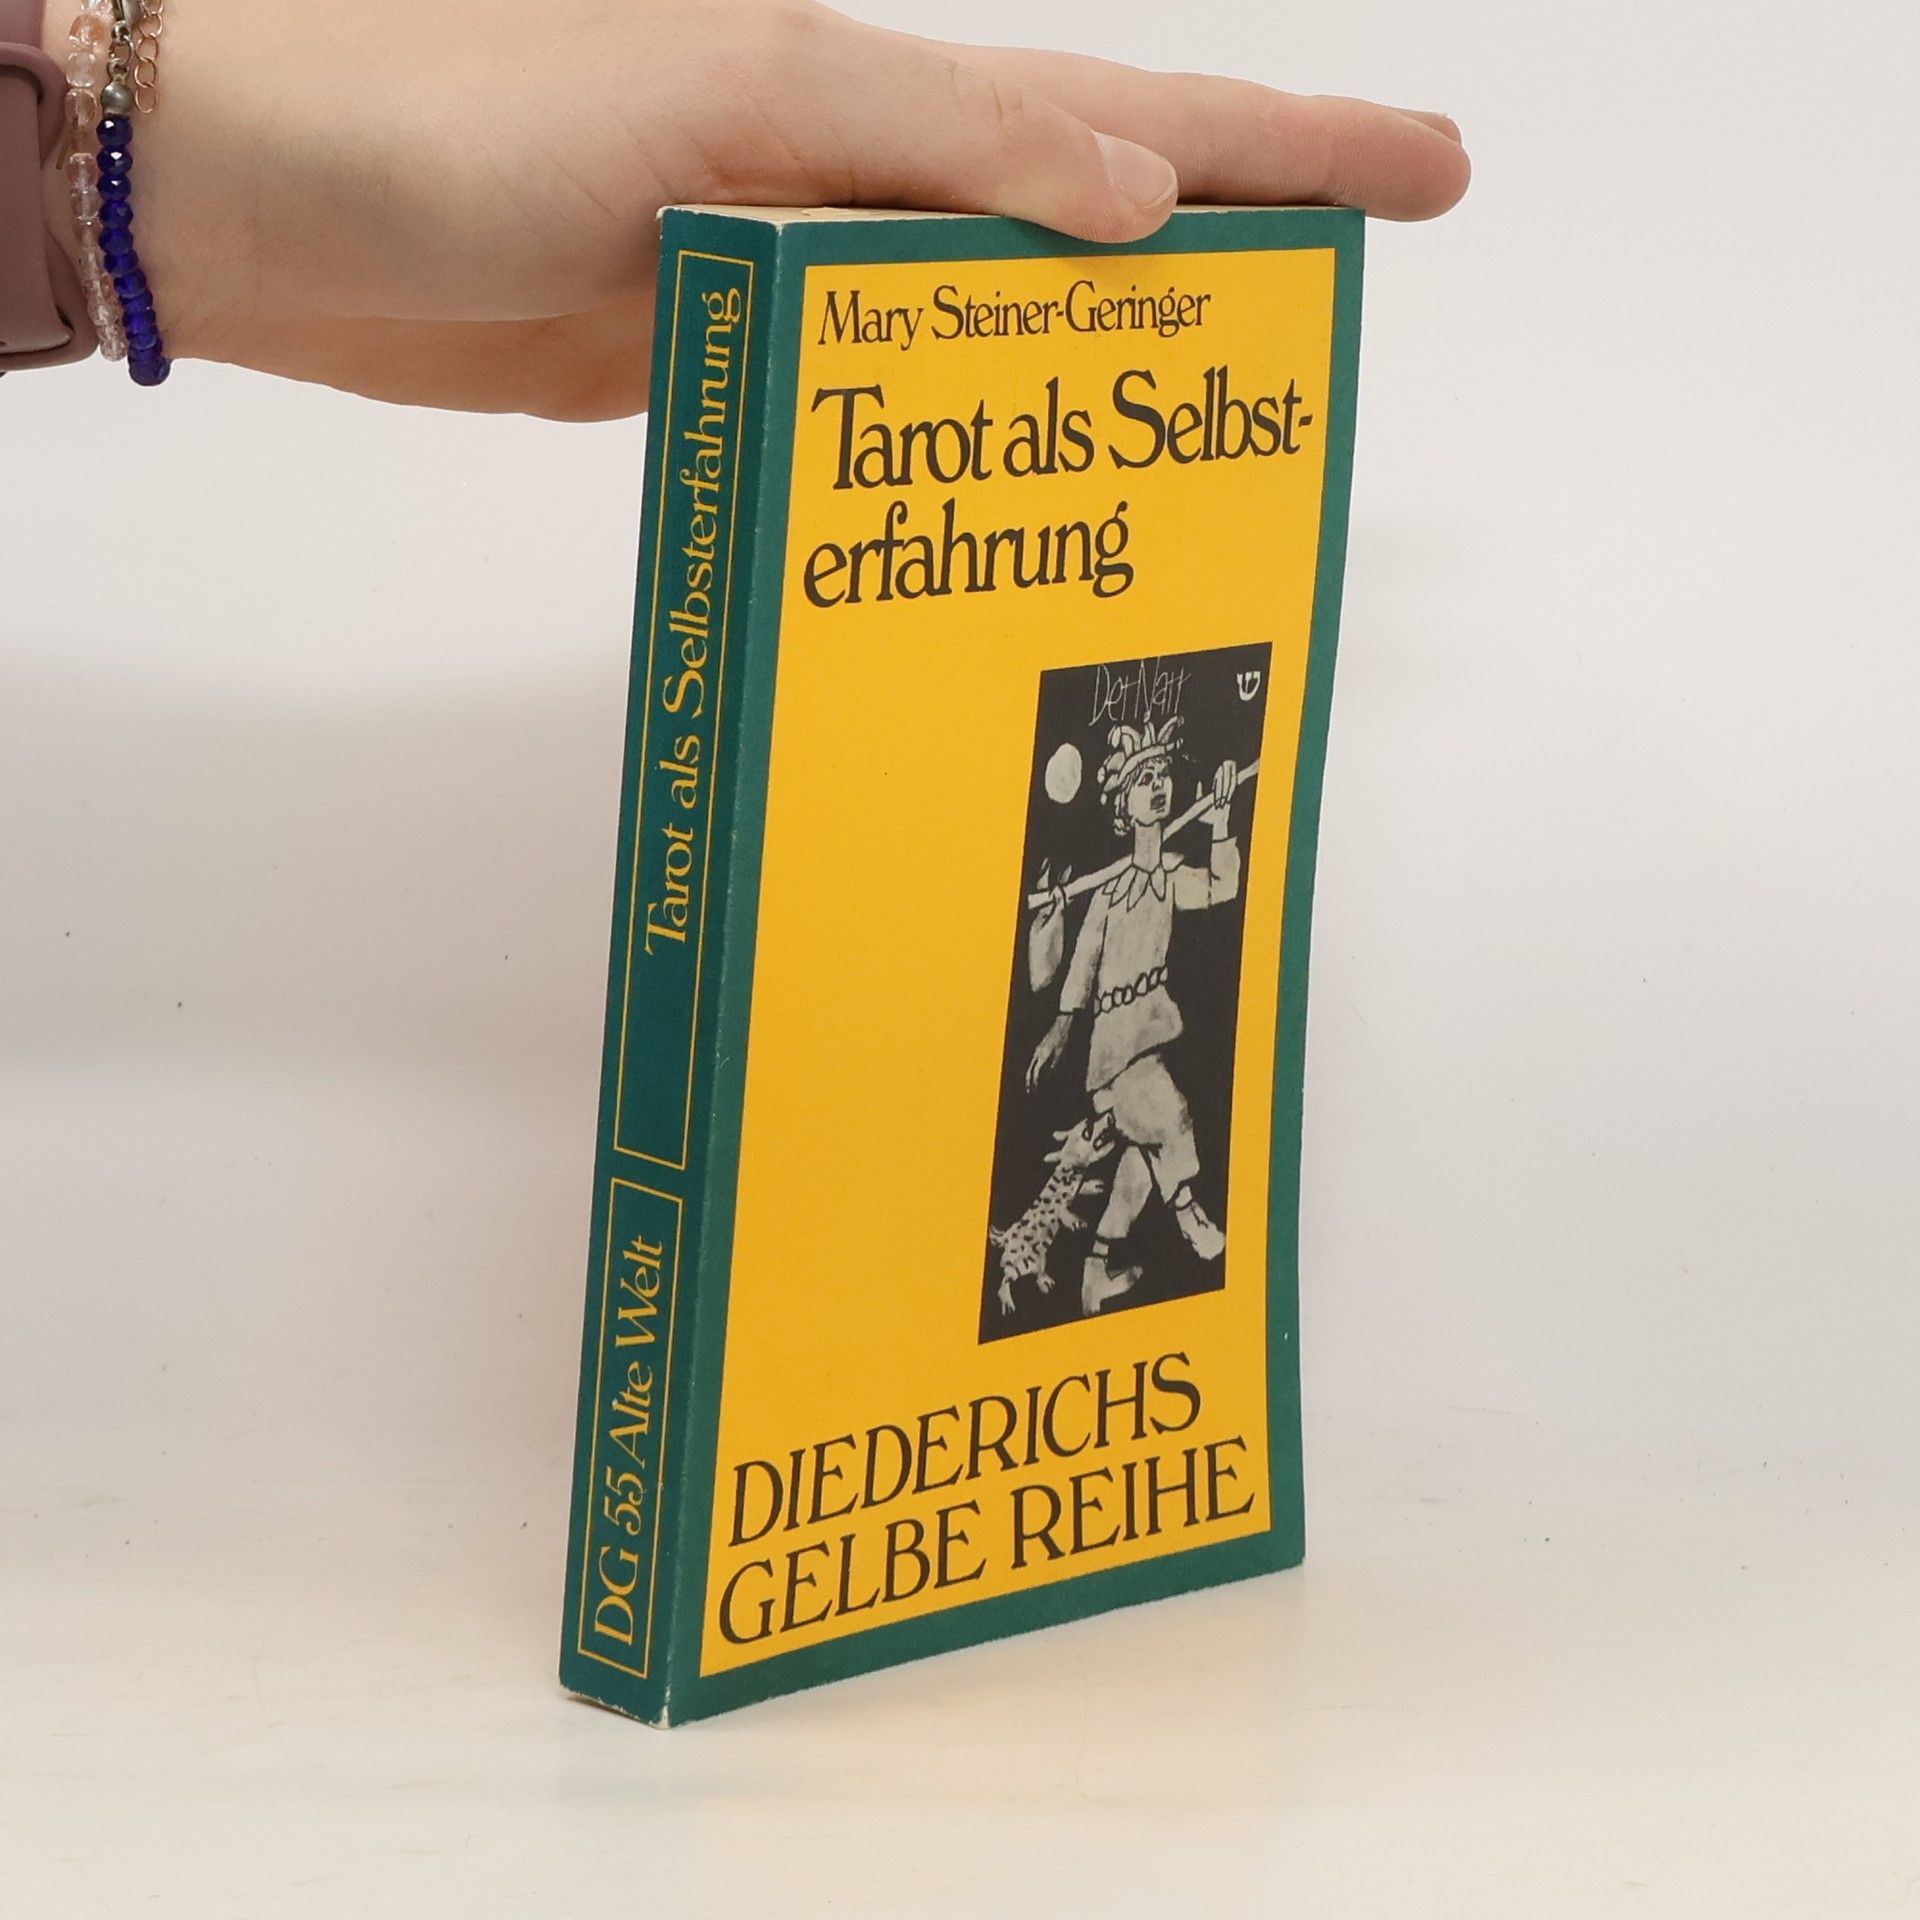 Mary Steiner-Geringer
Tarot als Selbst-
erfahrung
Der Narr
ש
DIEDERICHS
GELBE REIHE
Tarot als Selbsterfahrung
DG 55 Alte Welt